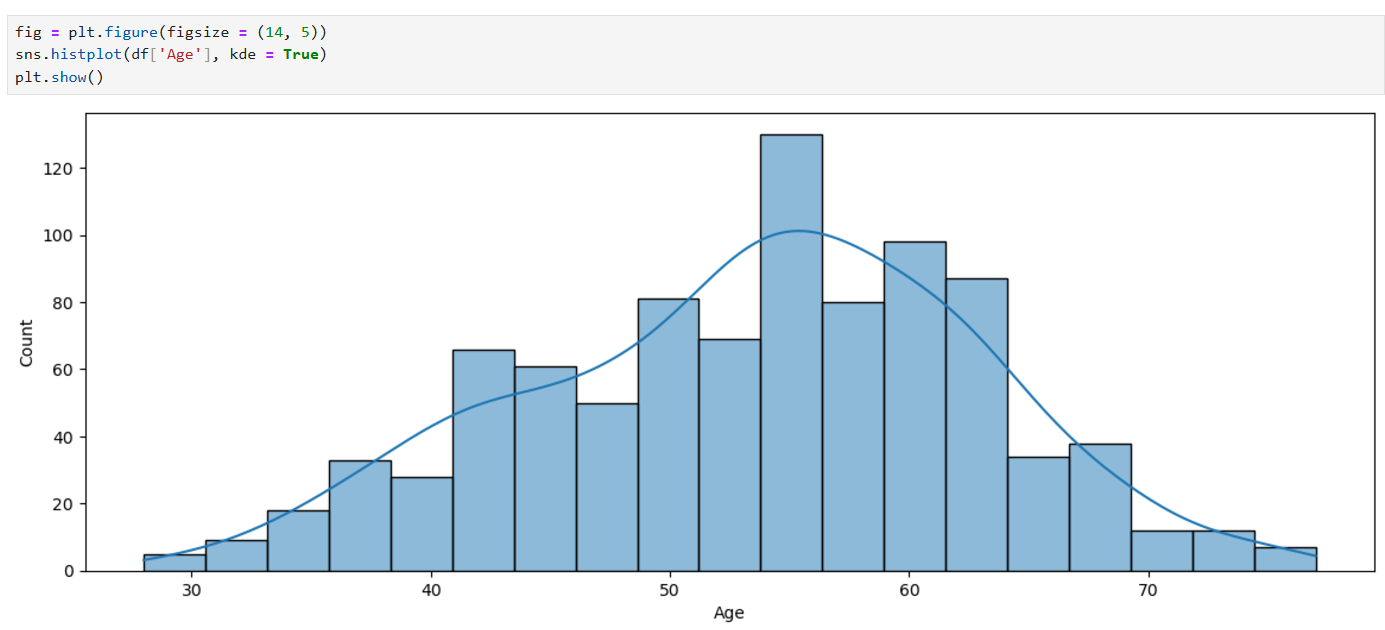 fig = plt.figure(figsize = (14, 5))
sns.histplot(df['Age'], kde = True)
plt.show()
120
100
80
60
40
20
0
Count
30 40 50 60 70
Age